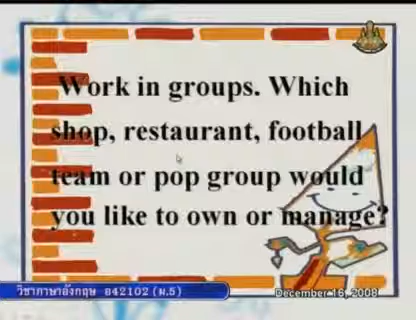 Work in groups. Which
shop, restaurant, football
team or pop group would
you like to own or manage?
วิชาภาษาอังกฤษ อ42102 (ม.5)
December 16, 2008